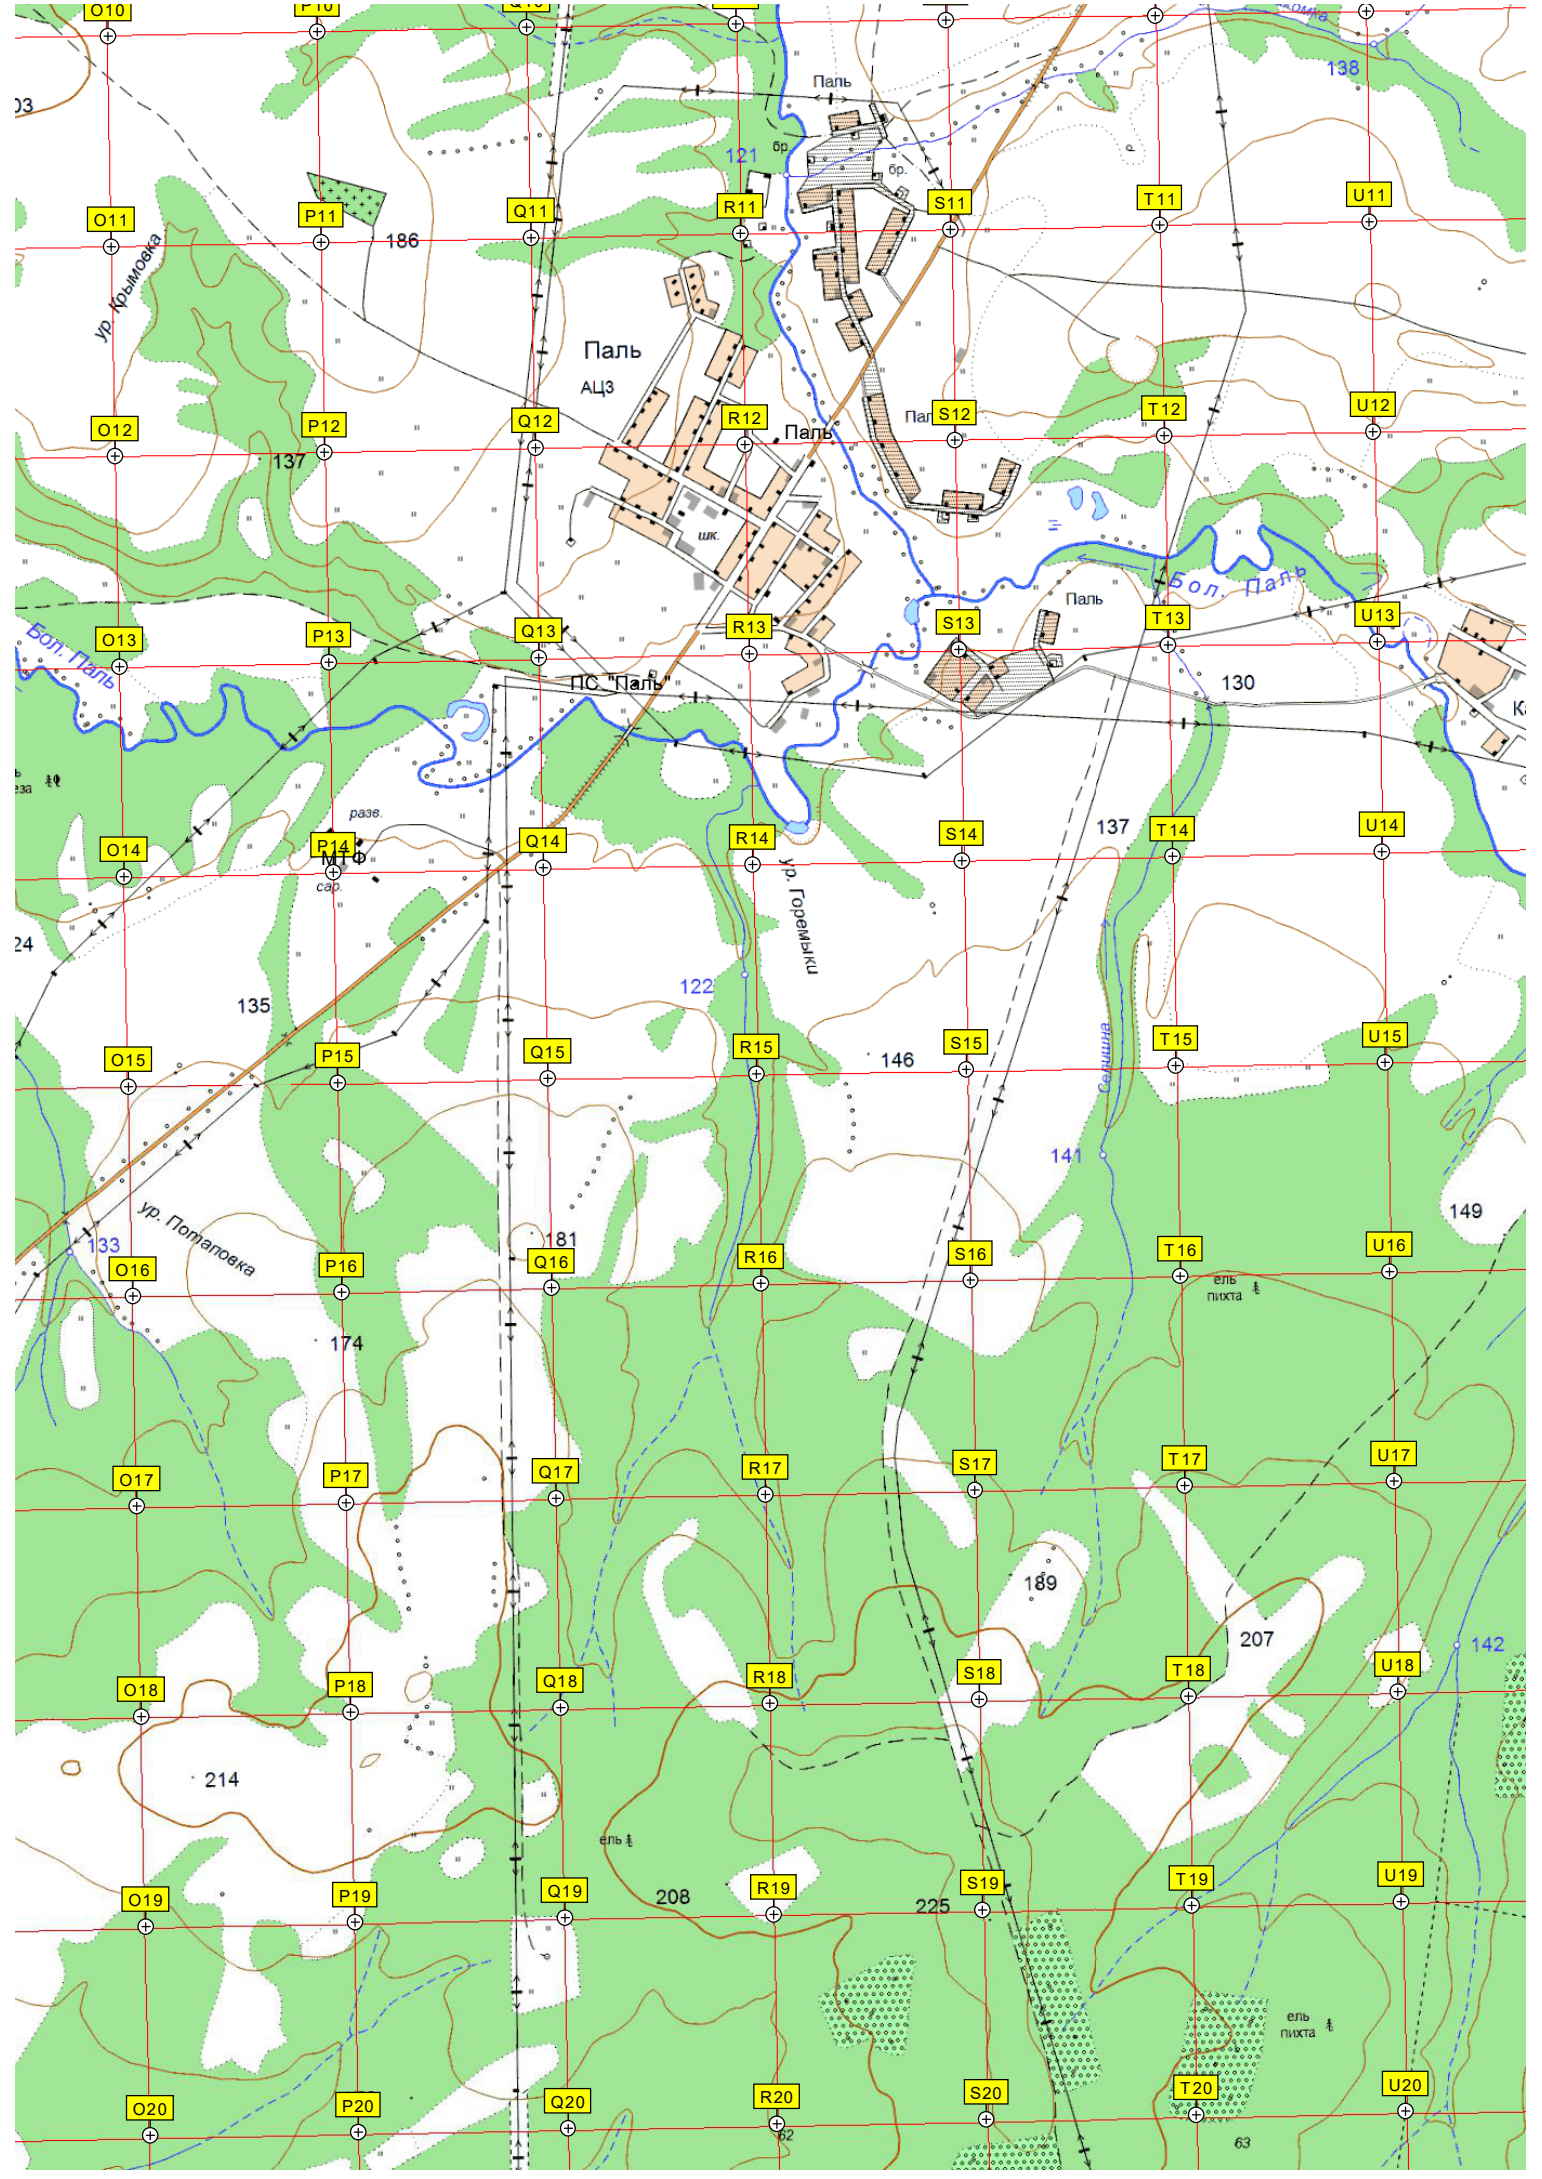 O10
P10
138
Паль
03
121
бр.
бр.
O11
P11
Q11
R11
S11
T11
U11
186
ур. Крымовка
Паль
АЦЗ
O12
P12
Q12
R12
Паль
S12
T12
U12
137
шк.
Бол. Паль
Паль
O13
P13
Q13
R13
S13
T13
U13
Бол. Паль
ПС. "Паль"
130
разв.
137
O14
P14
МТФ
сар.
Q14
R14
S14
T14
U14
ур. Горемыки
24
122
135
O15
P15
Q15
R15
146
S15
T15
U15
Селишна
141
149
ур. Потаповка
133
181
O16
P16
Q16
R16
S16
T16
U16
ель
пихта
174
O17
P17
Q17
R17
S17
T17
U17
189
207
142
O18
P18
Q18
R18
S18
T18
U18
214
ель
208
225
O19
P19
Q19
R19
S19
T19
U19
ель
пихта
O20
P20
Q20
R20
S20
T20
U20
62
63